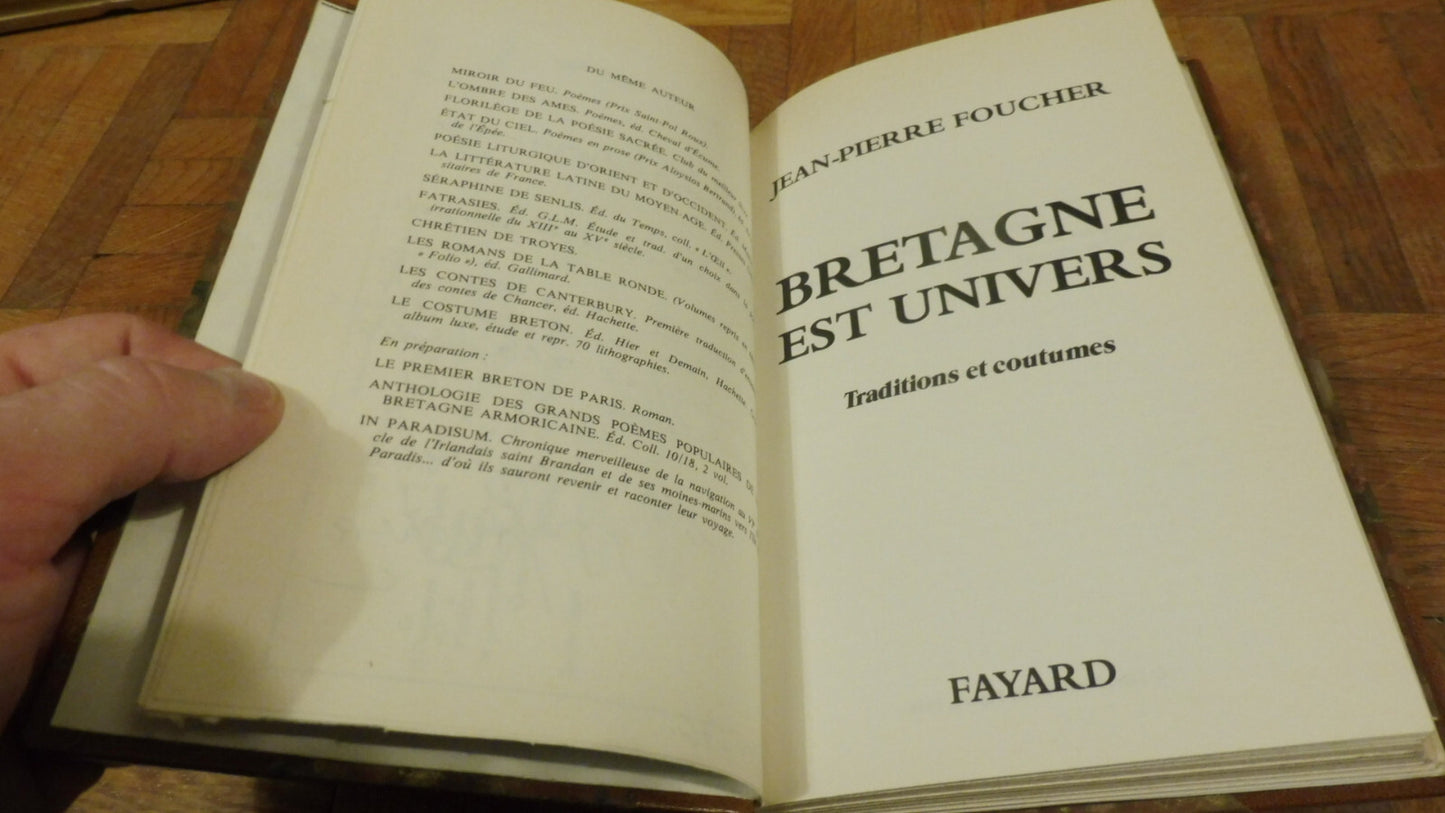 DU MÊME AUTEUR
MIROIR DU FEU. Poèmes (Prix Saint-Pol Roux).
L'OMBRE DES AMES. Poèmes, éd. Cheval d'Écume.
FLORILÈGE DE LA POÉSIE SACRÉE. Club du meilleur
ÉTAT DU CIEL. Poèmes en prose (Prix Aloysius Bertrand),
de l'Épée.
POÉSIE LITURGIQUE D'ORIENT ET D'OCCIDENT. Éd.
LA LITTÉRATURE LATINE DU MOYEN AGE. Éd. Presses
sitaires de France.
SÉRAPHINE DE SENLIS. Éd. du Temps, coll. « L'Œil ».
FATRASIES. Éd. G.L.M. Étude et trad. d'un choix dans la
irrationnelle du XIIIe au XVe siècle.
CHRÉTIEN DE TROYES.
LES ROMANS DE LA TABLE RONDE. (Volumes repris
« Folio »), éd. Gallimard.
LES CONTES DE CANTERBURY. Première traduction
des contes de Chancer, éd. Hachette.
LE COSTUME BRETON. Éd. Hier et Demain, Hachette.
album luxe, étude et repr. 70 lithographies.
En préparation :
LE PREMIER BRETON DE PARIS. Roman.
ANTHOLOGIE DES GRANDS POÈMES POPULAIRES DE
BRETAGNE ARMORICAINE. Éd. Coll. 10/18, 2 vol.
IN PARADISUM. Chronique merveilleuse de la navigation au
cle de l'Irlandais saint Brandan et de ses moines-marins vers
Paradis... d'où ils sauront revenir et raconter leur voyage.
JEAN-PIERRE FOUCHER
BRETAGNE
EST UNIVERS
Traditions et coutumes
FAYARD